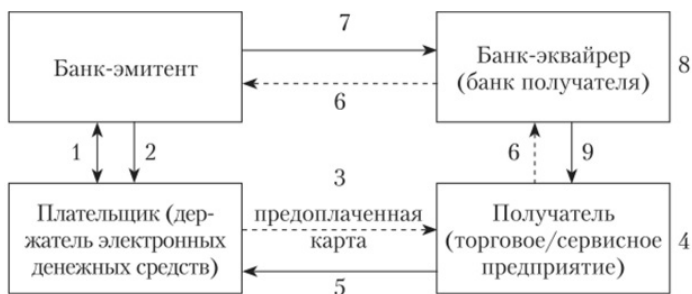 7
Банк-эмитент
Банк-эквайрер
(банк получателя)
8
6
1
2
6
9
3
Плательщик (дер-
жатель электронных
денежных средств)
предоплаченная
карта
Получатель
(торговое/сервисное
предприятие)
4
5